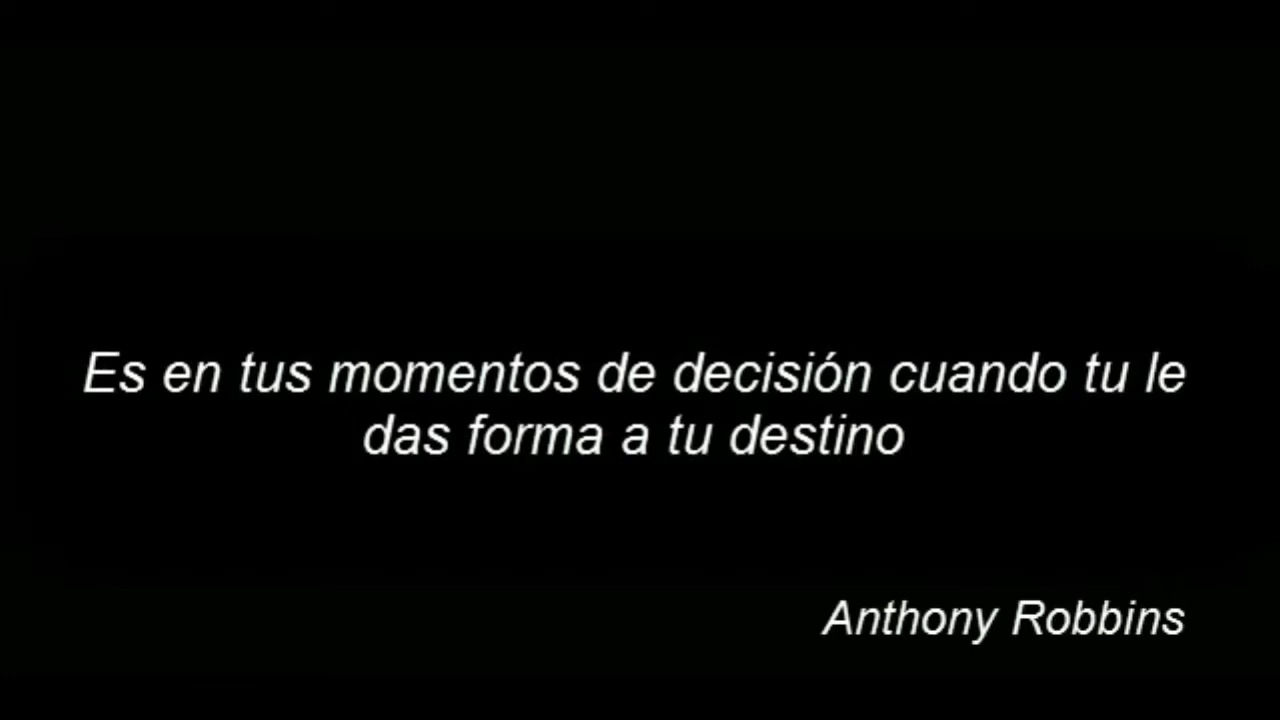 Es en tus momentos de decisión cuando tu le
das forma a tu destino
Anthony Robbins